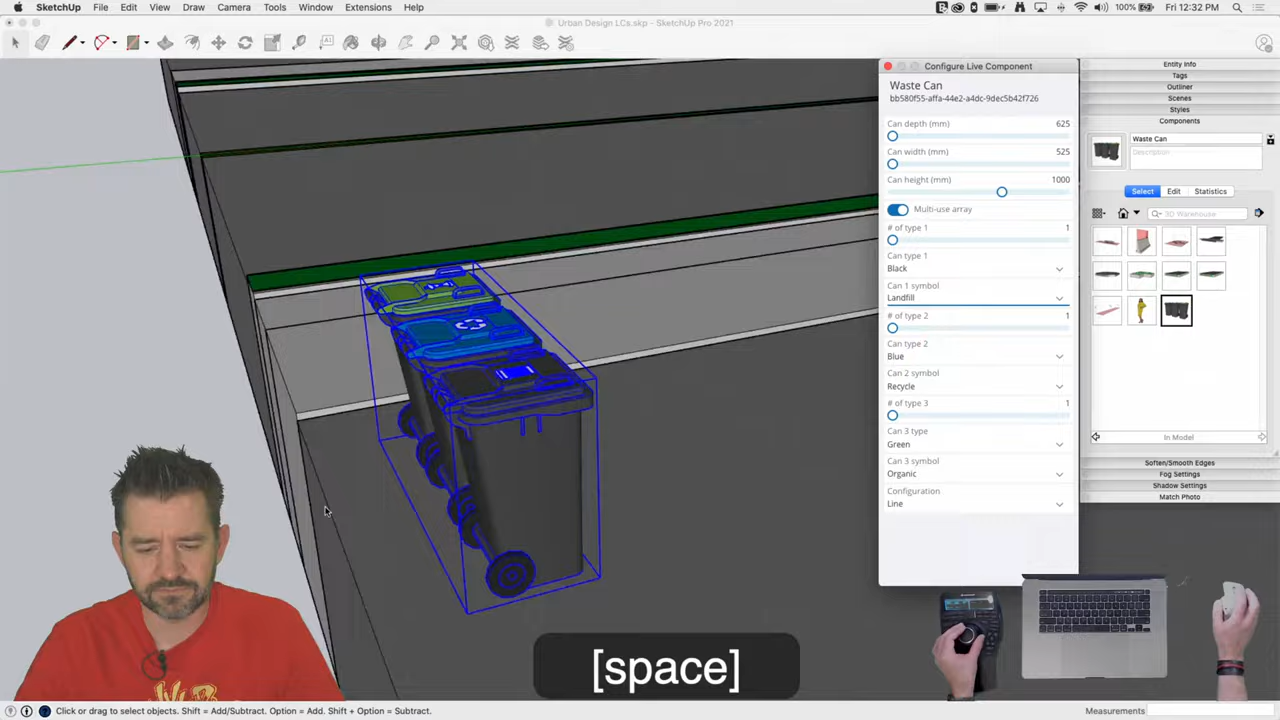 SketchUp File Edit View Draw Camera Tools Window Extensions Help 100% Fri 12:32 PM
Urban Design LCs.skp - SketchUp Pro 2021
Configure Live Component
Waste Can
bb580f55-affa-44e2-a4dc-9dec5b42f726
Can depth (mm) 625
Can width (mm) 525
Can height (mm) 1000
Multi-use array
# of type 1 1
Can type 1
Black
Can 1 symbol
Landfill
# of type 2 1
Can type 2
Blue
Can 2 symbol
Recycle
# of type 3 1
Can 3 type
Green
Can 3 symbol
Organic
Configuration
Line
Entity Info
Tags
Outliner
Scenes
Styles
Components
Waste Can
Description
Select Edit Statistics
3D Warehouse
In Model
Soften/Smooth Edges
Fog Settings
Shadow Settings
Match Photo
[space]
Click or drag to select objects. Shift = Add/Subtract. Option = Add. Shift + Option = Subtract.
Measurements